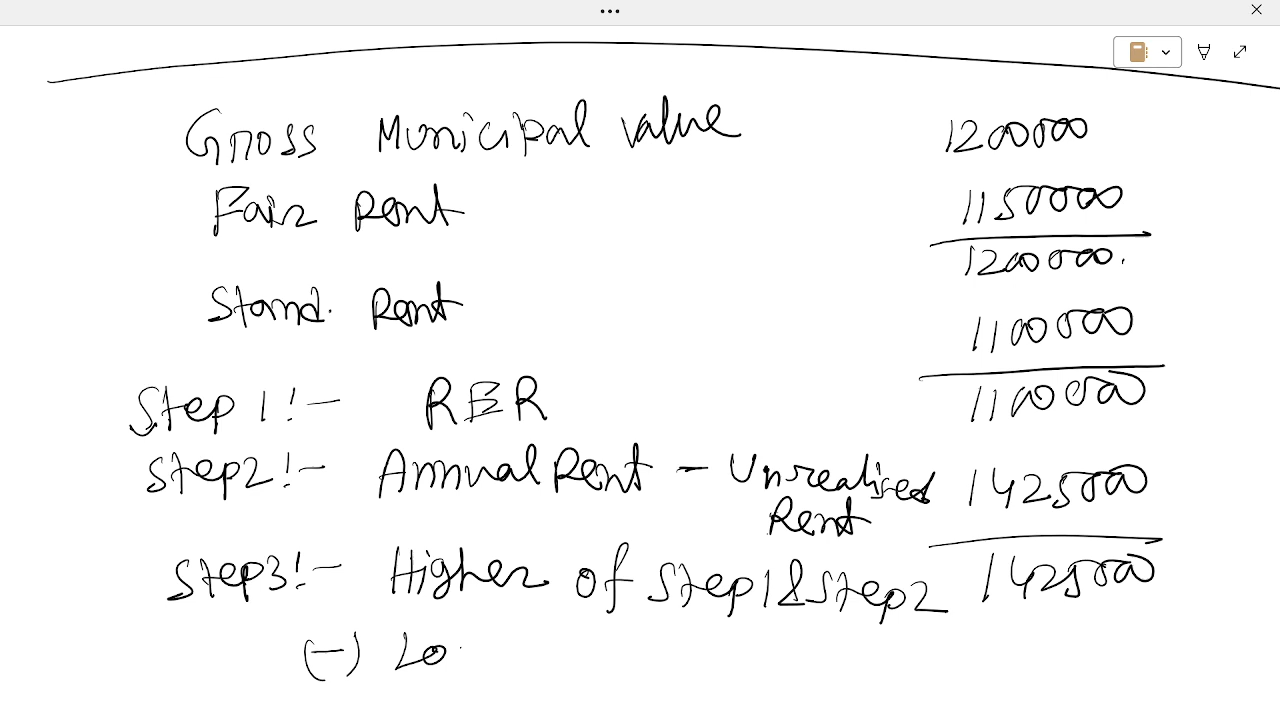 Gross Municipal value 1200000
Fair Rent 1150000
1200000.
Stand. Rent 1100000
Step 1:- RER 1100000
Step2:- Annual Rent - Unrealised Rent 1425000
Step3:- Higher of Step1&Step2 1425000
(-) Lo